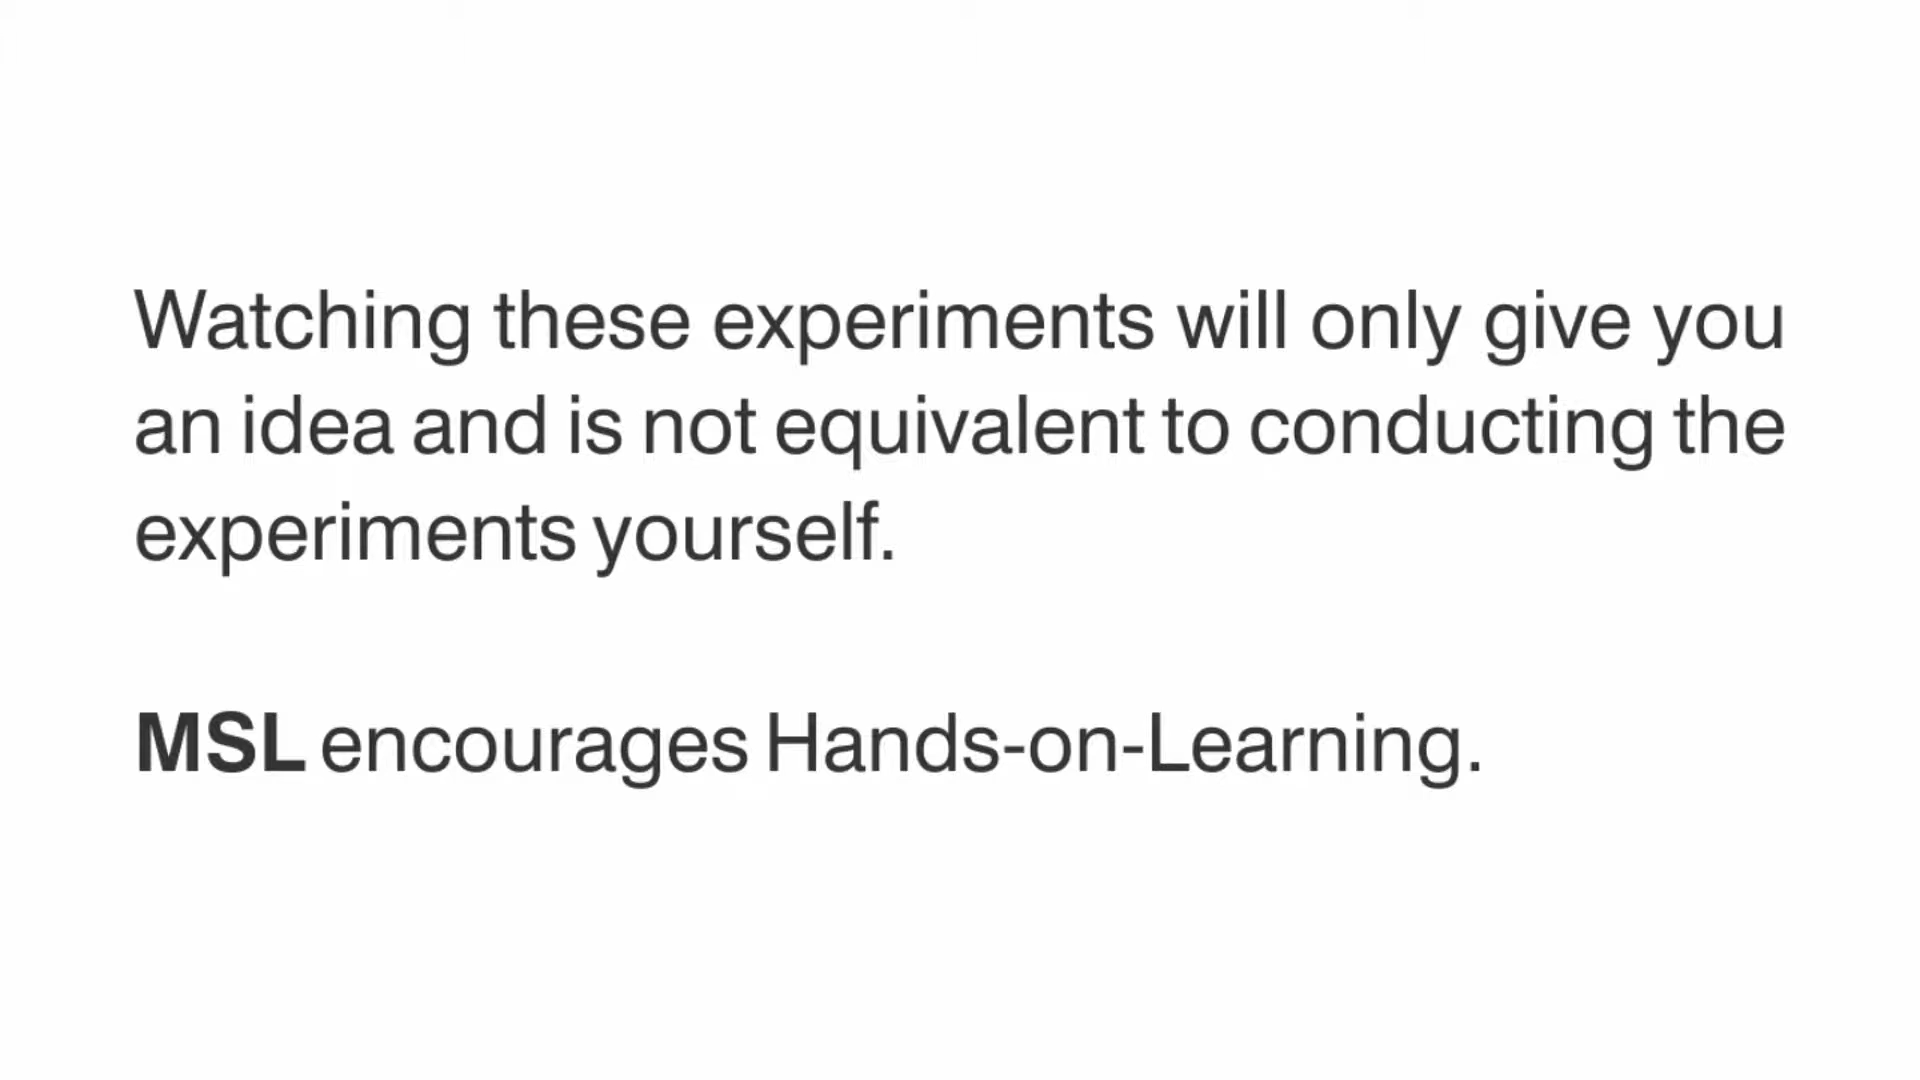 Watching these experiments will only give you
an idea and is not equivalent to conducting the
experiments yourself.
MSL encourages Hands-on-Learning.